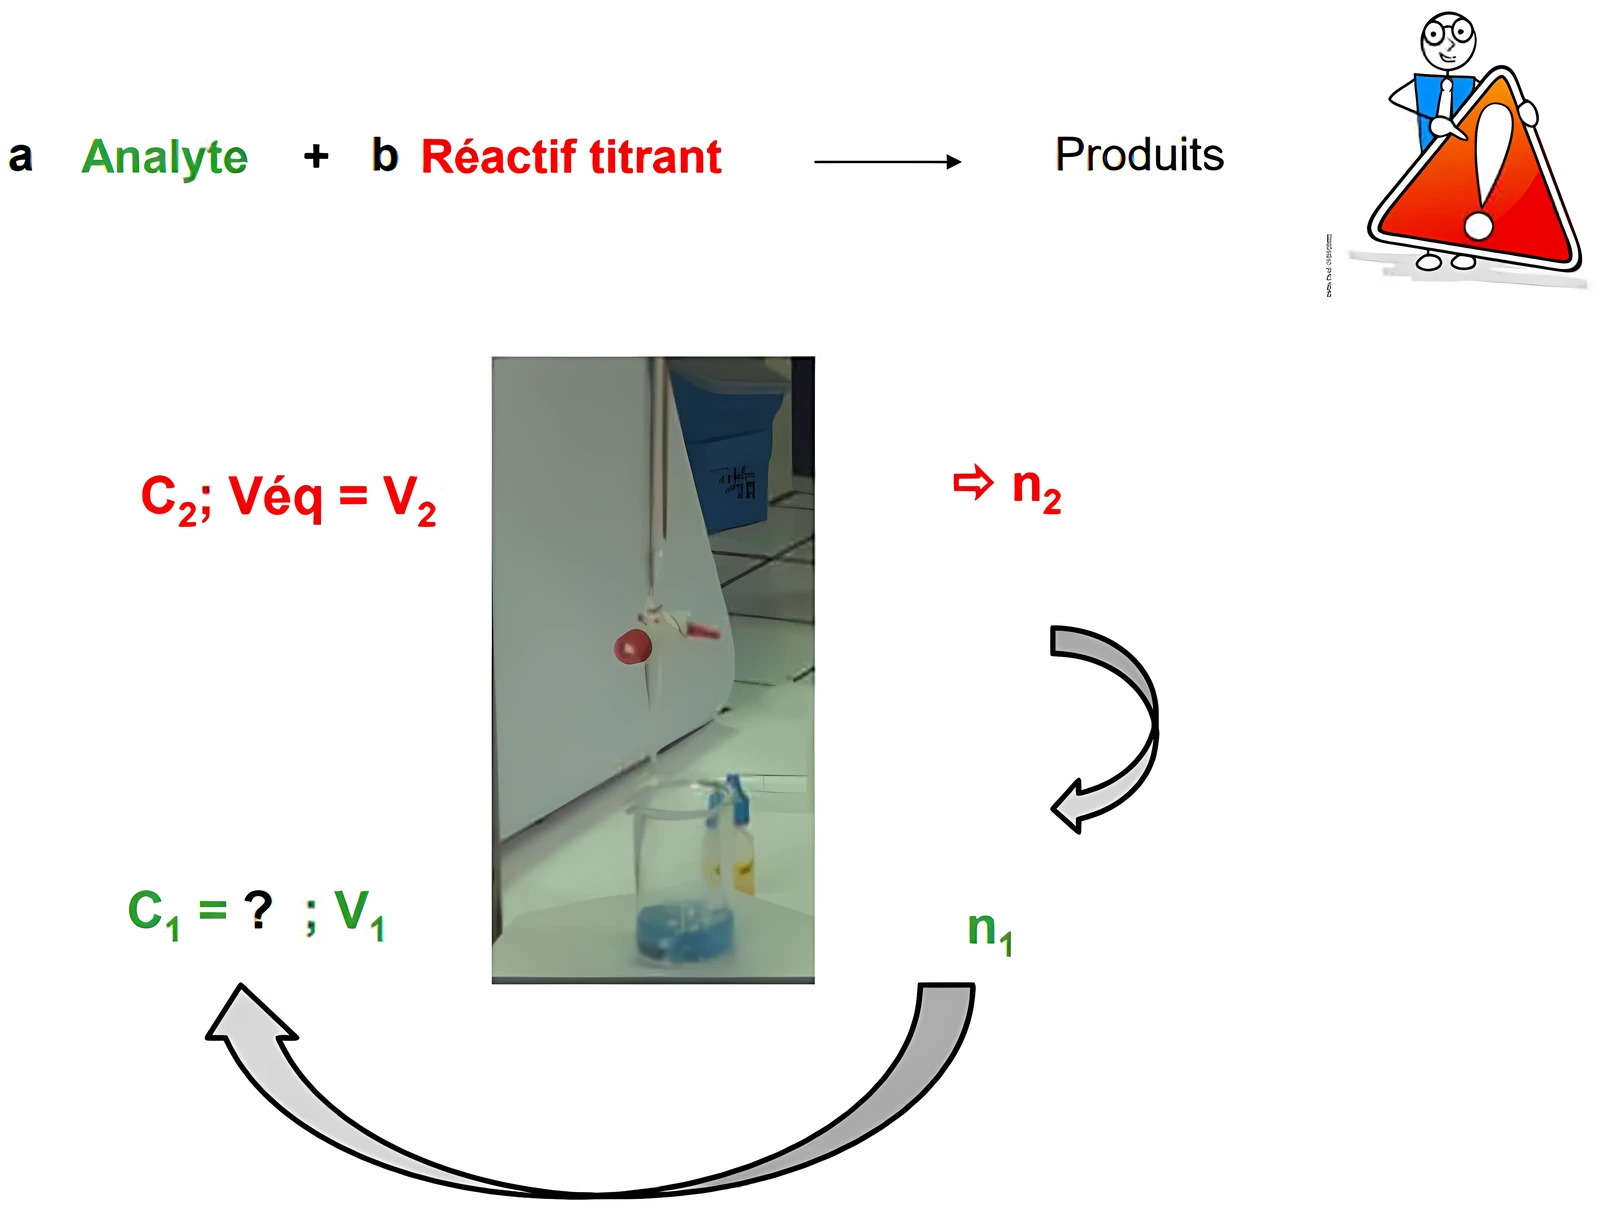 a Analyte + b Réactif titrant Produits
C2; Véq = V2 ⇨ n2
C1 = ? ; V1 n1